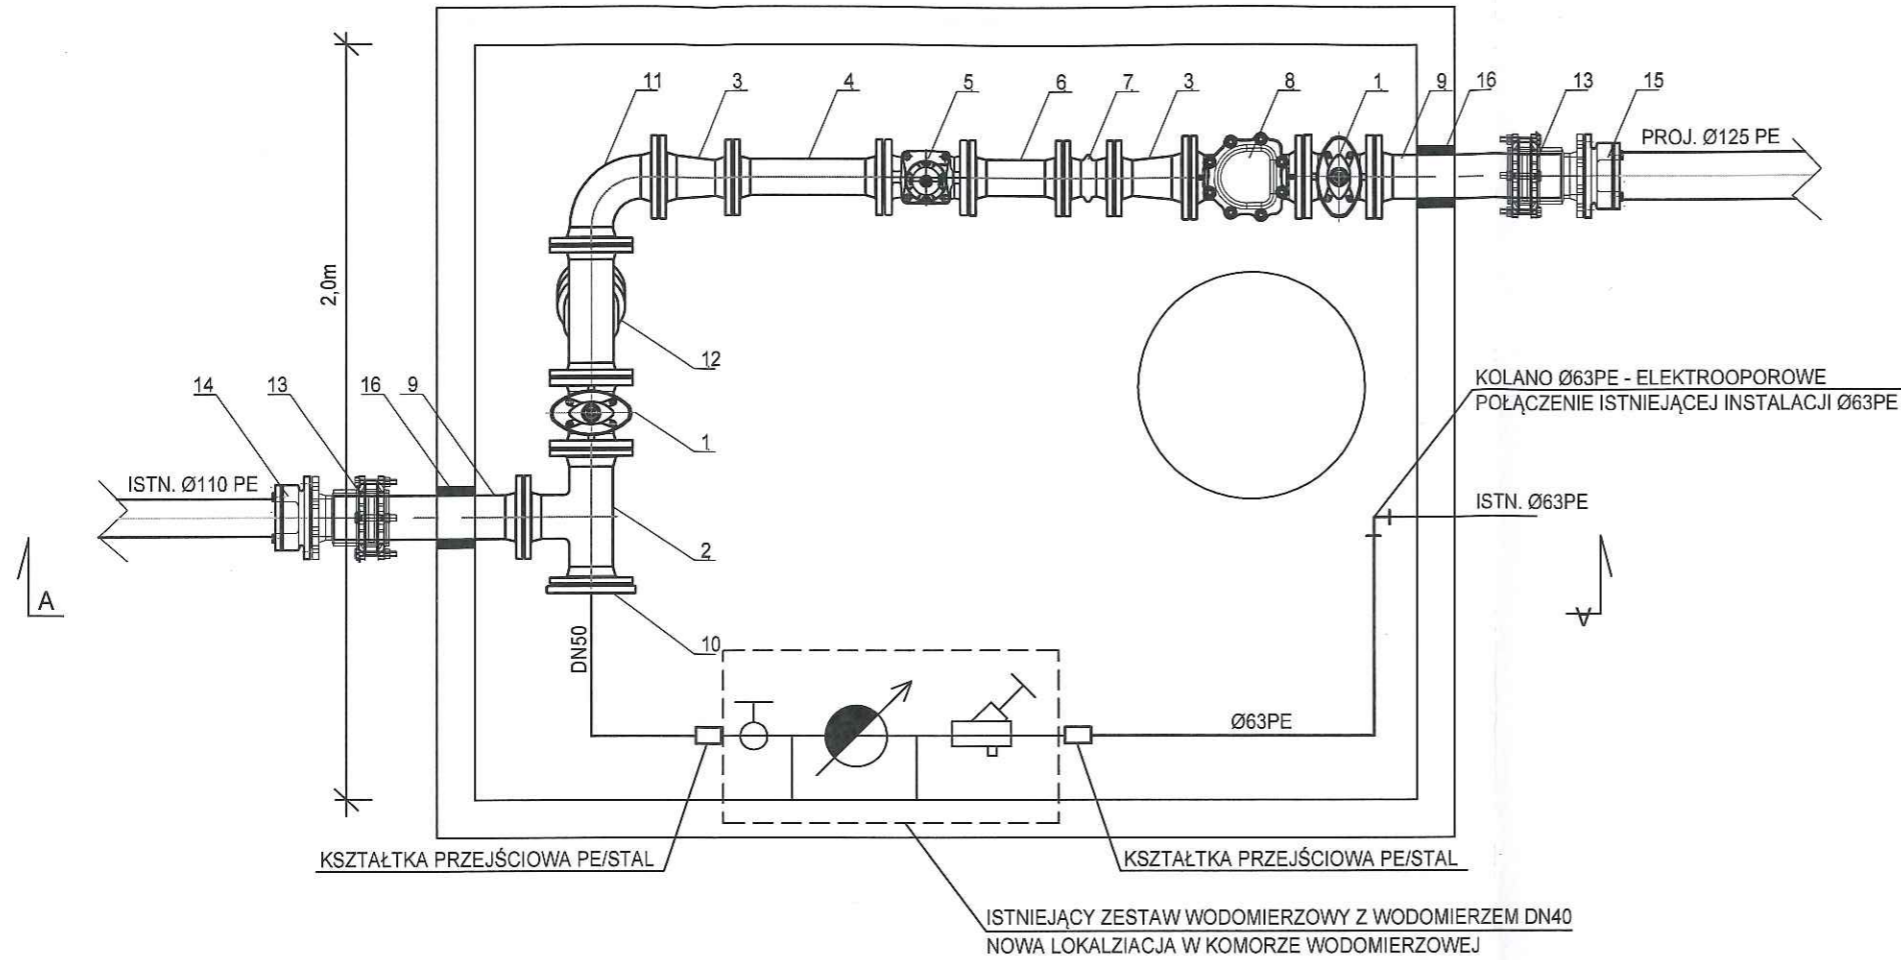 11
3
4
5
6
7
3
8
1
9
16
13
15
PROJ. Ø125 PE
2,0m
12
KOLANO Ø63PE - ELEKTROOPOROWE
POŁĄCZENIE ISTNIEJĄCEJ INSTALACJI Ø63PE
14
13
16
9
1
ISTN. Ø110 PE
ISTN. Ø63PE
2
A
A
DN50
10
Ø63PE
KSZTAŁTKA PRZEJŚCIOWA PE/STAL
KSZTAŁTKA PRZEJŚCIOWA PE/STAL
ISTNIEJĄCY ZESTAW WODOMIERZOWY Z WODOMIERZEM DN40
NOWA LOKALZIACJA W KOMORZE WODOMIERZOWEJ